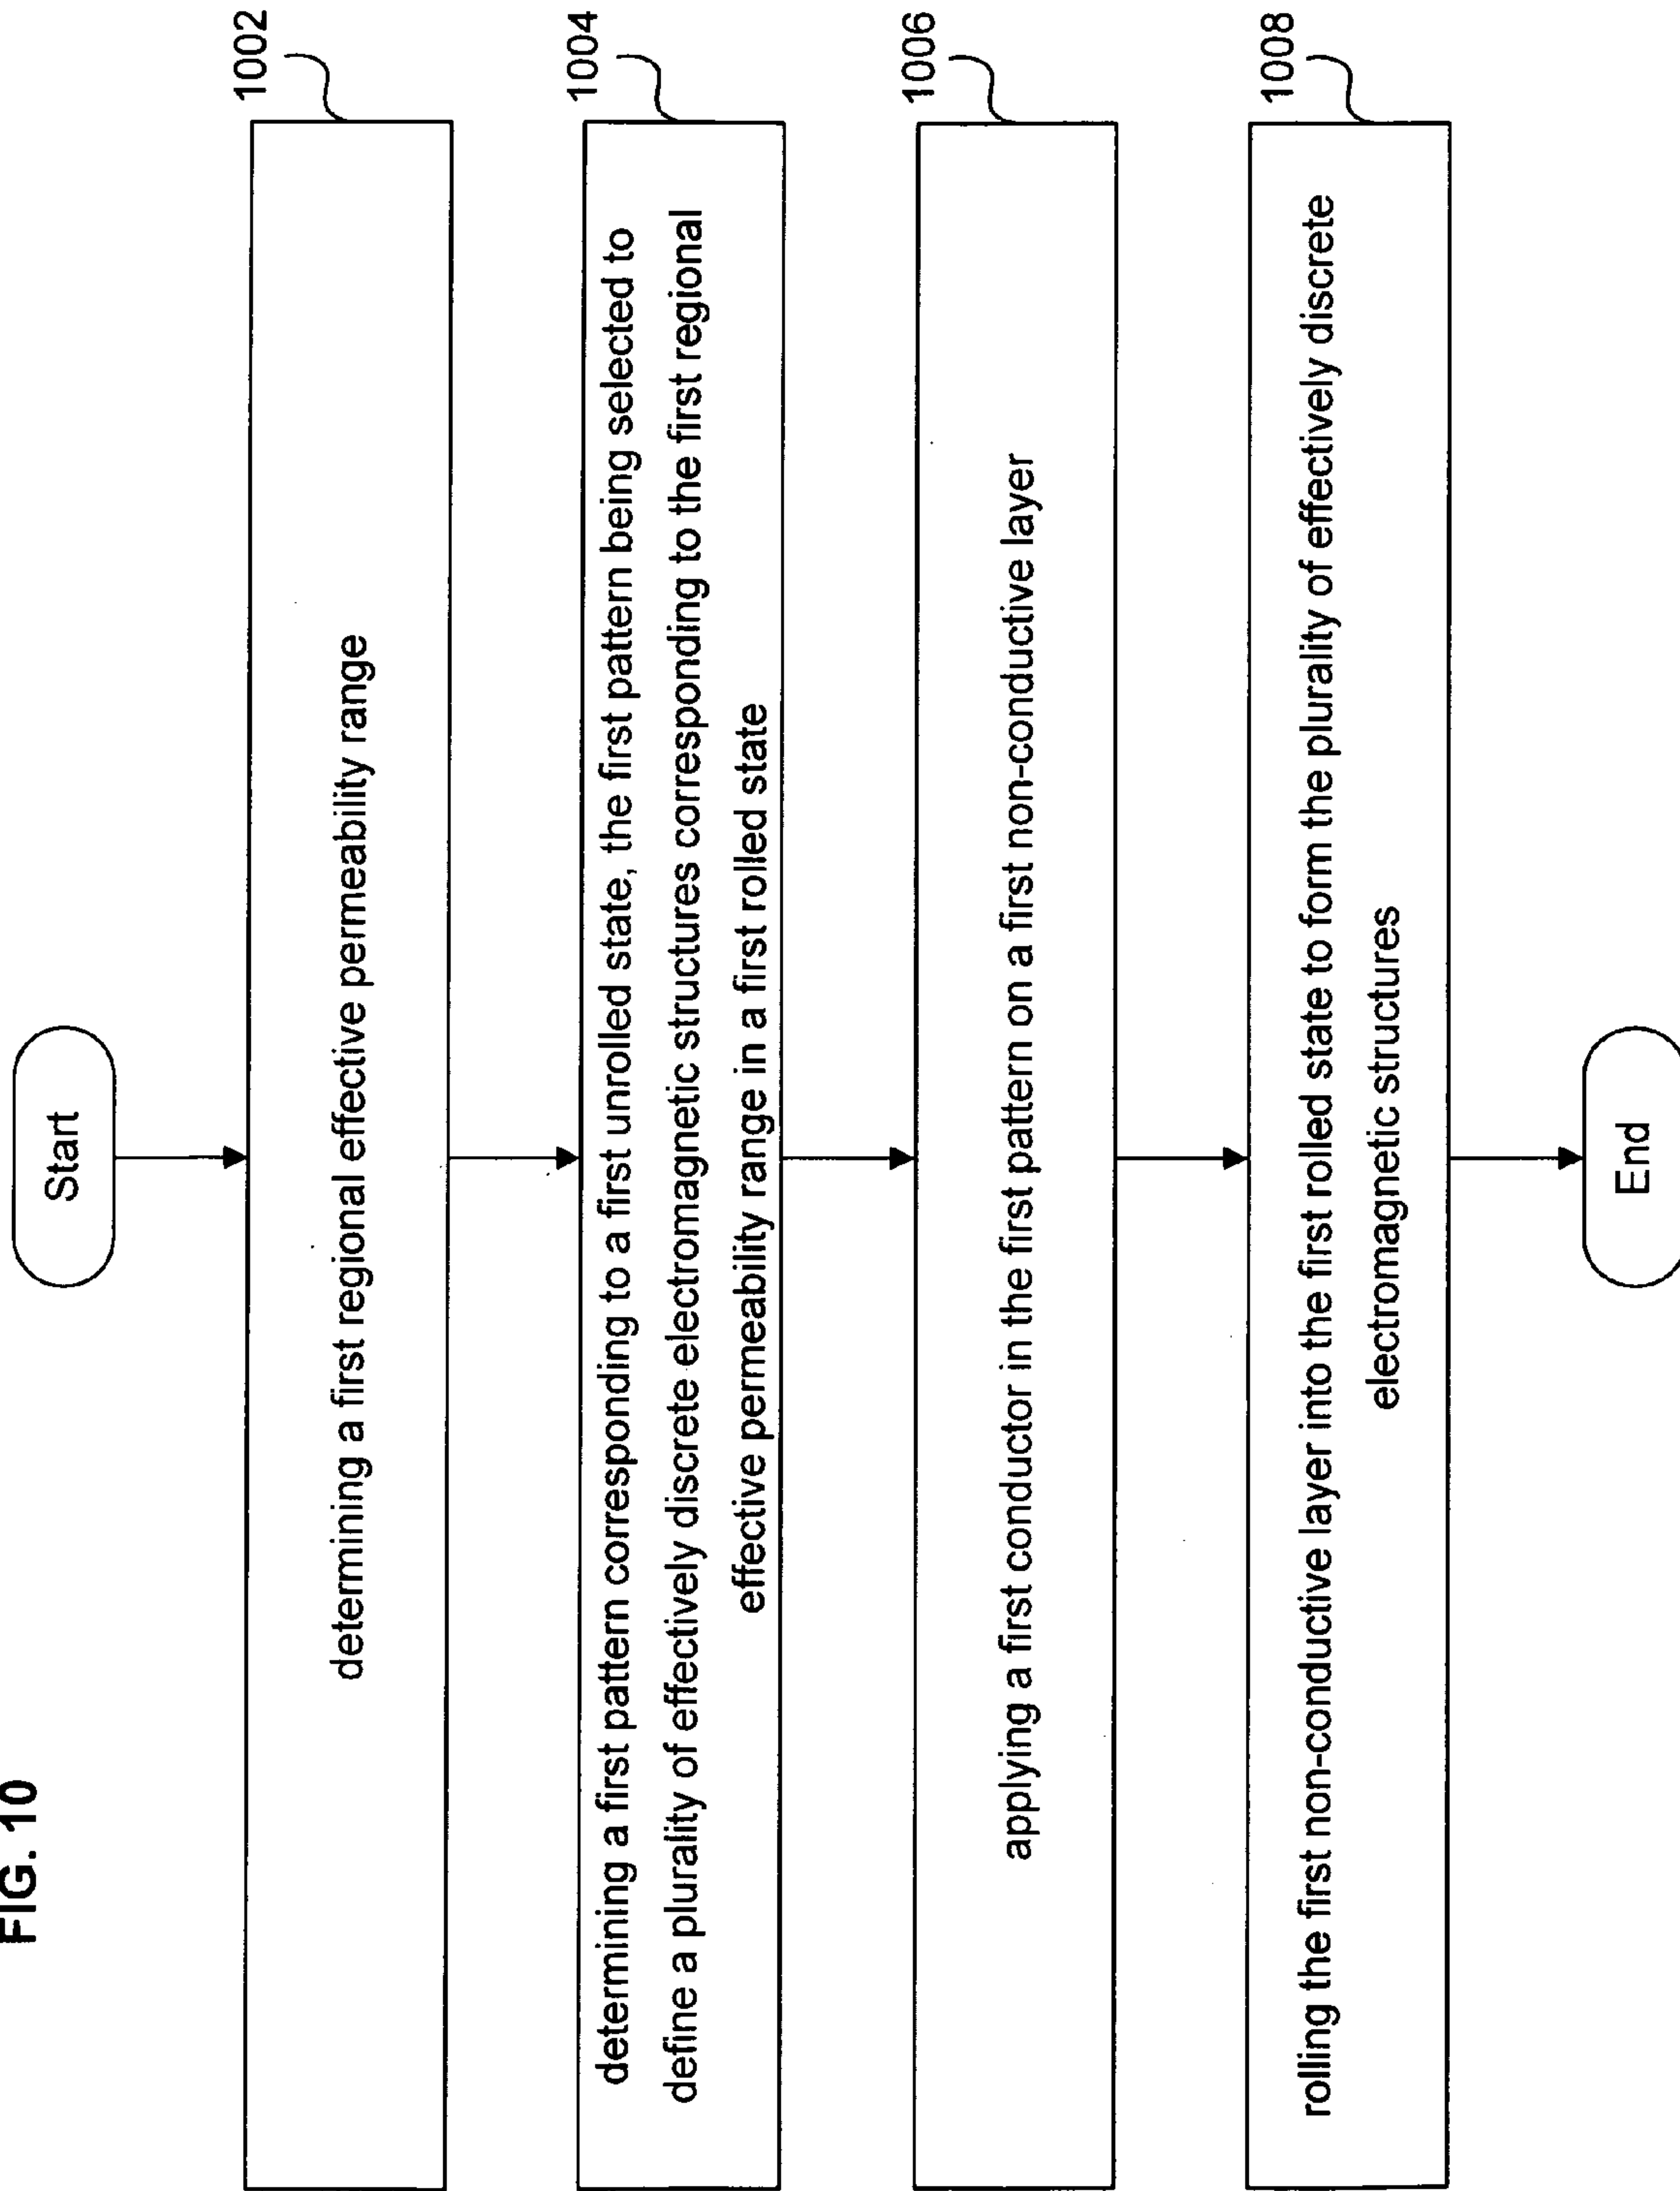 FIG. 10
Start
1002
determining a first regional effective permeability range
1004
determining a first pattern corresponding to a first unrolled state, the first pattern being selected to
define a plurality of effectively discrete electromagnetic structures corresponding to the first regional
effective permeability range in a first rolled state
1006
applying a first conductor in the first pattern on a first non-conductive layer
1008
rolling the first non-conductive layer into the first rolled state to form the plurality of effectively discrete
electromagnetic structures
End